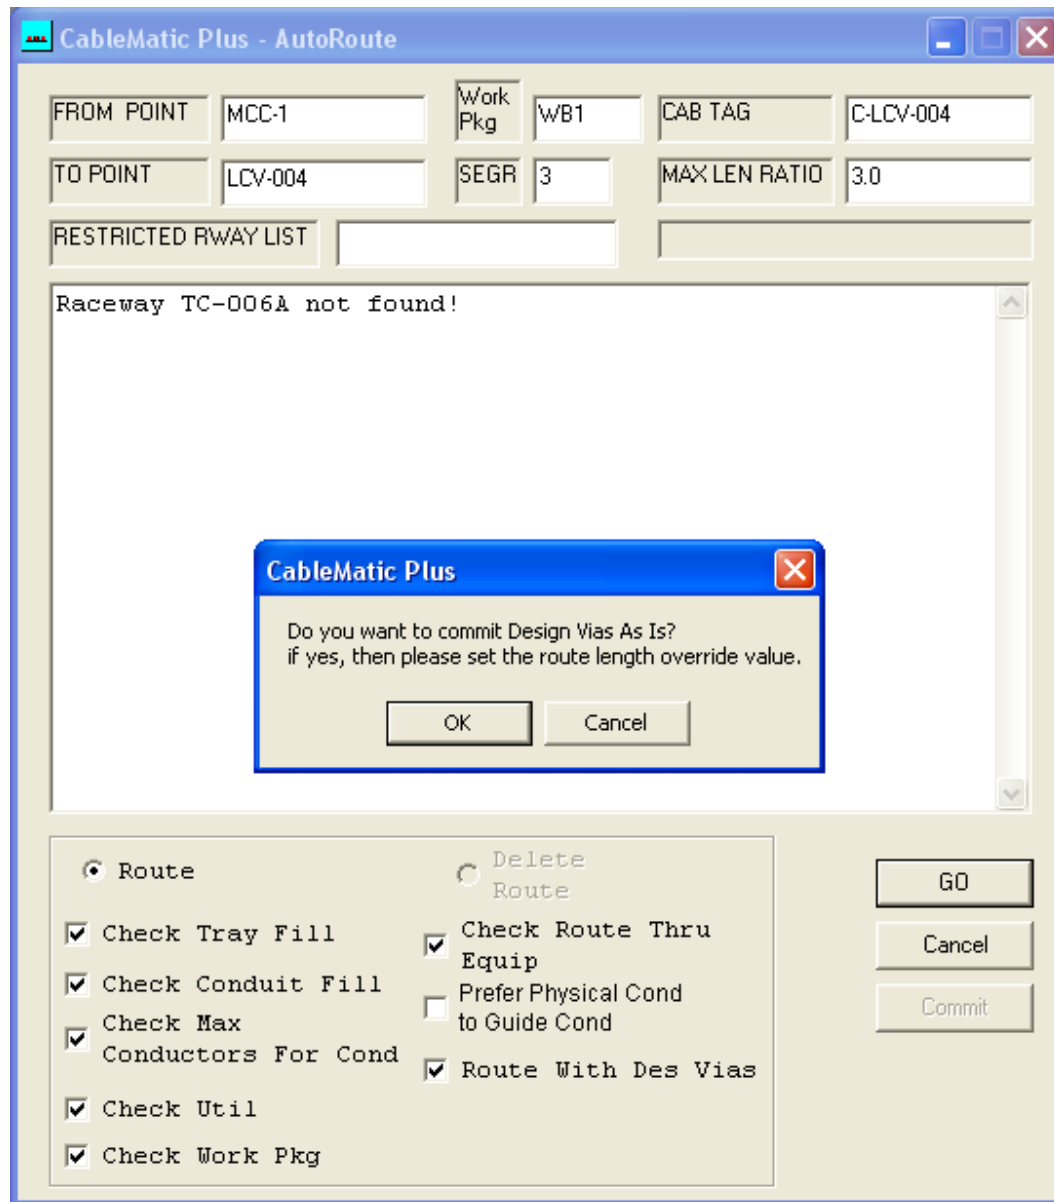 CableMatic Plus - AutoRoute
FROM POINT
MCC-1
Work
Pkg
WB1
CAB TAG
C-LCV-004
TO POINT
LCV-004
SEGR
3
MAX LEN RATIO
3.0
RESTRICTED RWAY LIST
Raceway TC-006A not found!
CableMatic Plus
Do you want to commit Design Vias As Is?
if yes, then please set the route length override value.
OK
Cancel
Route
Delete
Route
Check Tray Fill
Check Route Thru
Equip
Check Conduit Fill
Prefer Physical Cond
to Guide Cond
Check Max
Conductors For Cond
Route With Des Vias
Check Util
Check Work Pkg
GO
Cancel
Commit